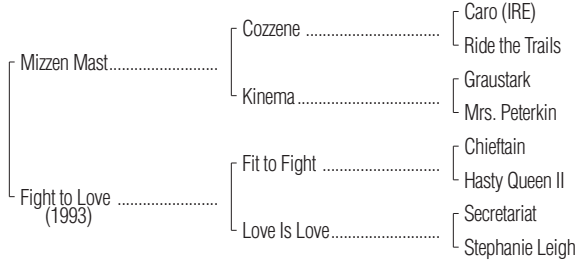 Caro (IRE)
Cozzene ............................
Ride the Trails
Mizzen Mast.........................
Graustark
Kinema ..............................
Mrs. Peterkin
Chieftain
Fit to Fight .........................
Hasty Queen II
Fight to Love .......................
(1993)
Secretariat
Love Is Love.......................
Stephanie Leigh